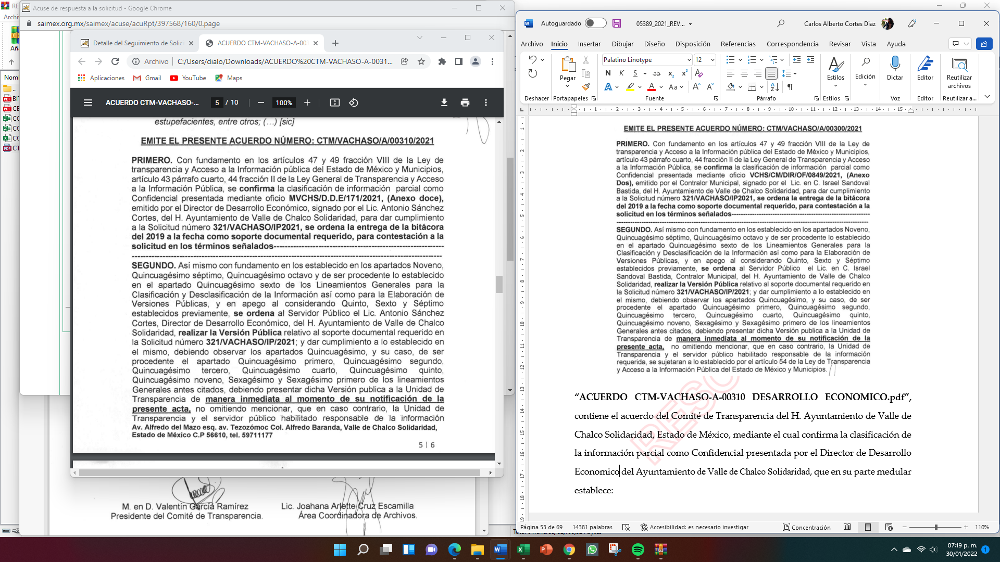 Acuse de respuesta a la solicitud - Google Chrome
saimex.org.mx/saimex/acuse/acuRpt/397568/160/0.page
Detalle del Seguimiento de Solic
ACUERDO CTM-VACHASO-A-003
Archivo
C:/Users/dialo/Downloads/ACUERDO%20CTM-VACHASO-A-0031...
Aplicaciones
Gmail
YouTube
Maps
ACUERDO CTM-VACHASO-...
5 / 10
100%
estupefacientes, entre otros; (…) [sic]
EMITE EL PRESENTE ACUERDO NÚMERO: CTM/VACHASO/A/00310/2021
PRIMERO. Con fundamento en los artículos 47 y 49 fracción VIII de la Ley de
transparencia y Acceso a la Información pública del Estado de México y Municipios,
artículo 43 párrafo cuarto, 44 fracción II de la Ley General de Transparencia y Acceso
a la Información Pública, se confirma la clasificación de información parcial como
Confidencial presentada mediante oficio MVCHS/D.D.E/171/2021, (Anexo doce),
emitido por el Director de Desarrollo Económico, signado por el Lic. Antonio Sánchez
Cortes, del H. Ayuntamiento de Valle de Chalco Solidaridad, para dar cumplimiento
a la Solicitud número 321/VACHASO/IP2021, se ordena la entrega de la bitácora
del 2019 a la fecha como soporte documental requerido, para contestación a la
solicitud en los términos señalados------------------------------------------------------------
----------------------------------------------------------------------------------------------------
SEGUNDO. Así mismo con fundamento en los establecido en los apartados Noveno,
Quincuagésimo séptimo, Quincuagésimo octavo y de ser procedente lo establecido
en el apartado Quincuagésimo sexto de los Lineamientos Generales para la
Clasificación y Desclasificación de la Información así como para la Elaboración de
Versiones Públicas, y en apego al considerando Quinto, Sexto y Séptimo
establecidos previamente, se ordena al Servidor Público el Lic. Antonio Sánchez
Cortes, Director de Desarrollo Económico, del H. Ayuntamiento de Valle de Chalco
Solidaridad, realizar la Versión Pública relativo al soporte documental requerido en
la Solicitud número 321/VACHASO/IP/2021; y dar cumplimiento a lo establecido en
el mismo, debiendo observar los apartados Quincuagésimo, y su caso, de ser
procedente el apartado Quincuagésimo primero, Quincuagésimo segundo,
Quincuagésimo tercero, Quincuagésimo cuarto, Quincuagésimo quinto,
Quincuagésimo noveno, Sexagésimo y Sexagésimo primero de los lineamientos
Generales antes citados, debiendo presentar dicha Versión publica a la Unidad de
Transparencia de manera inmediata al momento de su notificación de la
presente acta, no omitiendo mencionar, que en caso contrario, la Unidad de
Transparencia y el servidor público habilitado responsable de la información
Av. Alfredo del Mazo esq. av. Tezozómoc Col. Alfredo Baranda, Valle de Chalco Solidaridad,
Estado de México C.P 56610, tel. 59711177
5 | 6
M. en D. Valentín García Ramírez
Presidente del Comité de Transparencia.
Lic. Joahana Arlette Cruz Escamilla
Área Coordinadora de Archivos.
Autoguardado
05389_2021_REV...
Carlos Alberto Cortes Diaz
Archivo Inicio Insertar Dibujar Diseño Disposición Referencias Correspondencia Revisar Vista Ayuda
Pegar
Palatino Linotype
12
N K S ab x₂ x²
Aa
Estilos
Edición
Dictar
Editor
Reutilizar
archivos
Deshacer Portapapeles Fuente Párrafo Estilos Voz Editor Reutilizar a...
EMITE EL PRESENTE ACUERDO NÚMERO: CTM/VACHASO/A/00300/2021
PRIMERO. Con fundamento en los artículos 47 y 49 fracción VIII de la Ley de
transparencia y Acceso a la Información pública del Estado de México y Municipios,
artículo 43 párrafo cuarto, 44 fracción II de la Ley General de Transparencia y Acceso
a la Información Pública, se confirma la clasificación de información parcial como
Confidencial presentada mediante oficio VCHS/CM/DIR/OF/0849/2021, (Anexo
Dos), emitido por el Contralor Municipal, signado por el Lic. en C. Israel Sandoval
Bastida, del H. Ayuntamiento de Valle de Chalco Solidaridad, para dar cumplimiento
a la Solicitud número 321/VACHASO/IP2021, se ordena la entrega de la bitácora
del 2019 a la fecha como soporte documental requerido, para contestación a la
solicitud en los términos señalados------------------------------------------------------------
----------------------------------------------------------------------------------------------------
SEGUNDO. Así mismo con fundamento en los establecido en los apartados Noveno,
Quincuagésimo séptimo, Quincuagésimo octavo y de ser procedente lo establecido
en el apartado Quincuagésimo sexto de los Lineamientos Generales para la
Clasificación y Desclasificación de la Información así como para la Elaboración de
Versiones Públicas, y en apego al considerando Quinto, Sexto y Séptimo
establecidos previamente, se ordena al Servidor Público el Lic. en C. Israel
Sandoval Bastida, Contralor Municipal, del H. Ayuntamiento de Valle de Chalco
Solidaridad, realizar la Versión Pública relativo al soporte documental requerido en
la Solicitud número 321/VACHASO/IP/2021; y dar cumplimiento a lo establecido en
el mismo, debiendo observar los apartados Quincuagésimo, y su caso, de ser
procedente el apartado Quincuagésimo primero, Quincuagésimo segundo,
Quincuagésimo tercero, Quincuagésimo cuarto, Quincuagésimo quinto,
Quincuagésimo noveno, Sexagésimo y Sexagésimo primero de los lineamientos
Generales antes citados, debiendo presentar dicha Versión publica a la Unidad de
Transparencia de manera inmediata al momento de su notificación de la
presente acta, no omitiendo mencionar, que en caso contrario, la Unidad de
Transparencia y el servidor público habilitado responsable de la información
requerida, se sujetaran a lo establecido por el artículo 54 de la Ley de Transparencia
y Acceso a la Información Pública del Estado de México y Municipios.
RESO
“ACUERDO CTM-VACHASO-A-00310 DESARROLLO ECONOMICO.pdf”,
contiene el acuerdo del Comité de Transparencia del H. Ayuntamiento de Valle de
Chalco Solidaridad, Estado de México, mediante el cual confirma la clasificación de
la información parcial como Confidencial presentada por el Director de Desarrollo
Economico del Ayuntamiento de Valle de Chalco Solidaridad, que en su parte medular
establece:
Página 53 de 69
14381 palabras
Accesibilidad: es necesario investigar
Concentración
110%
07:19 p. m.
30/01/2022
1